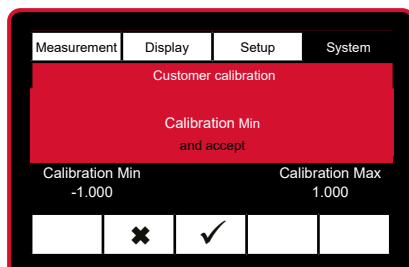 Measurement Display Setup System
Customer calibration
Calibration Min
and accept
Calibration Min Calibration Max
-1.000 1.000